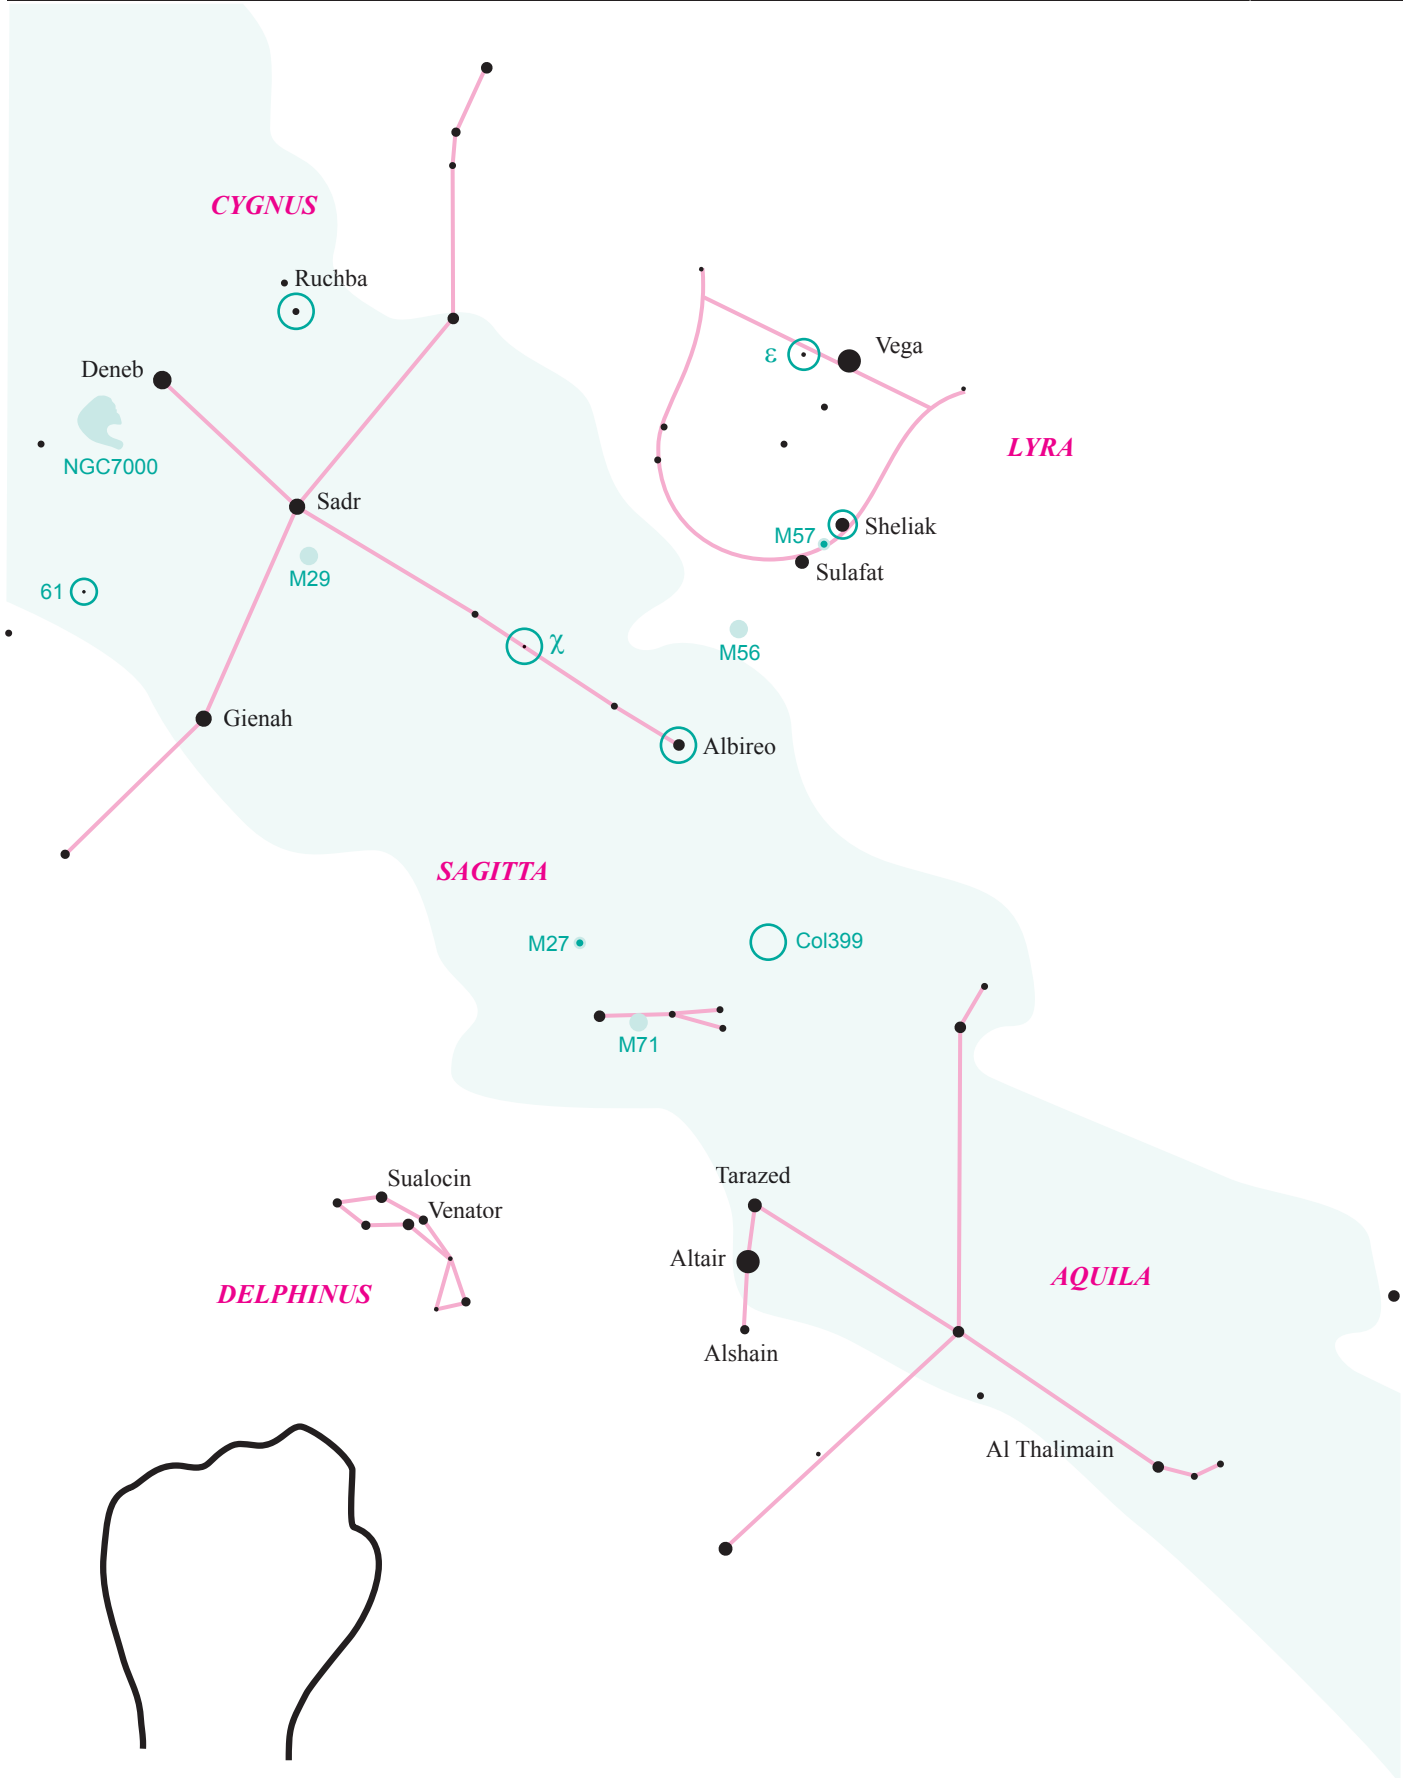 CYGNUS
Ruchba
Deneb
NGC7000
ε
Vega
LYRA
Sadr
M29
M57
Sheliak
Sulafat
61
χ
M56
Gienah
Albireo
SAGITTA
M27
Col399
M71
Sualocin
Venator
Tarazed
Altair
DELPHINUS
AQUILA
Alshain
Al Thalimain